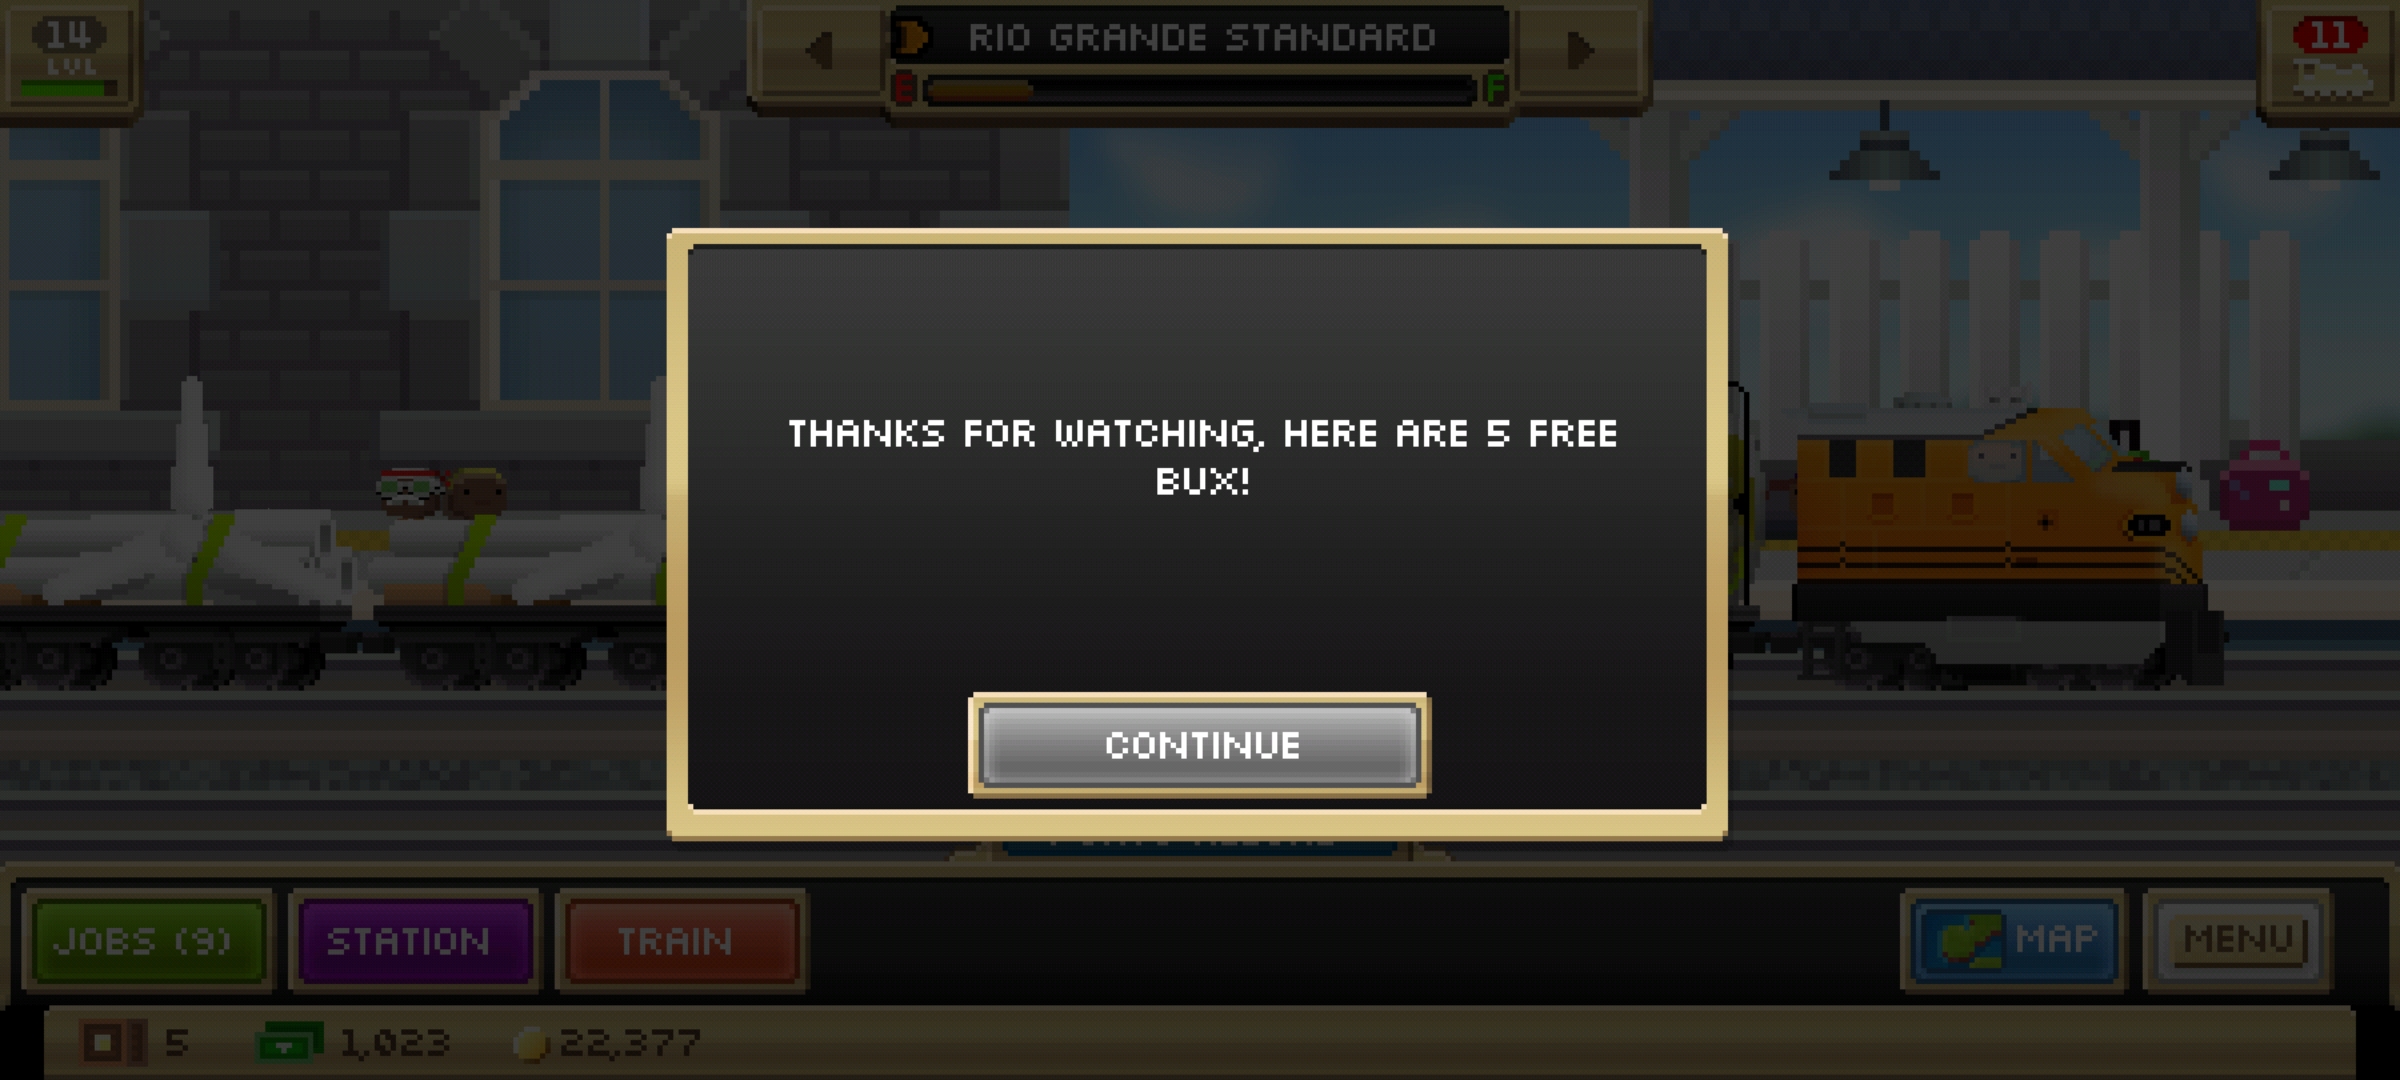 14
LVL
RIO GRANDE STANDARD
E F
11
THANKS FOR WATCHING, HERE ARE 5 FREE
BUX!
CONTINUE
JOBS (9)
STATION
TRAIN
MAP
MENU
5
1,023
22,377